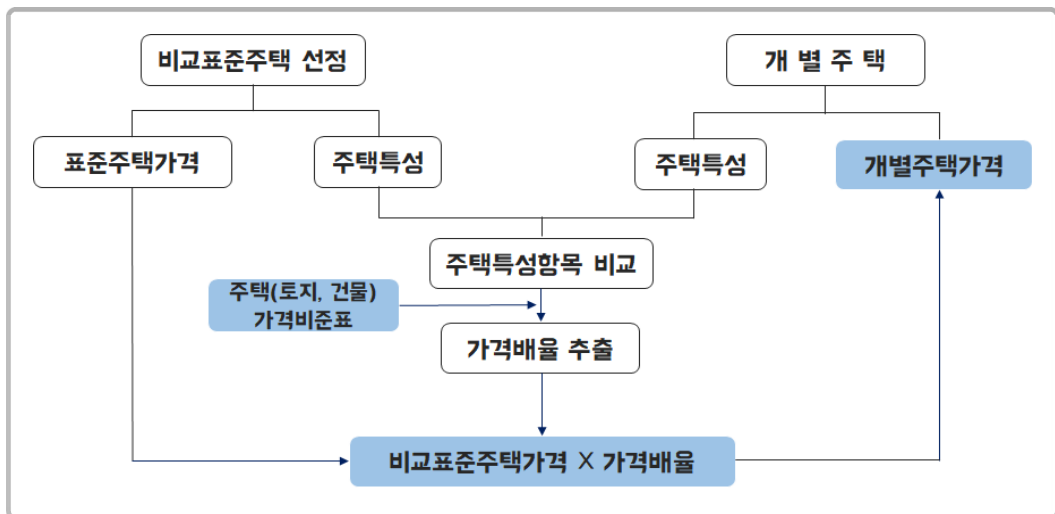 비교표준주택 선정
개 별 주 택
표준주택가격
주택특성
주택특성
개별주택가격
주택특성항목 비교
주택(토지, 건물)
가격비준표
가격배율 추출
비교표준주택가격 X 가격배율